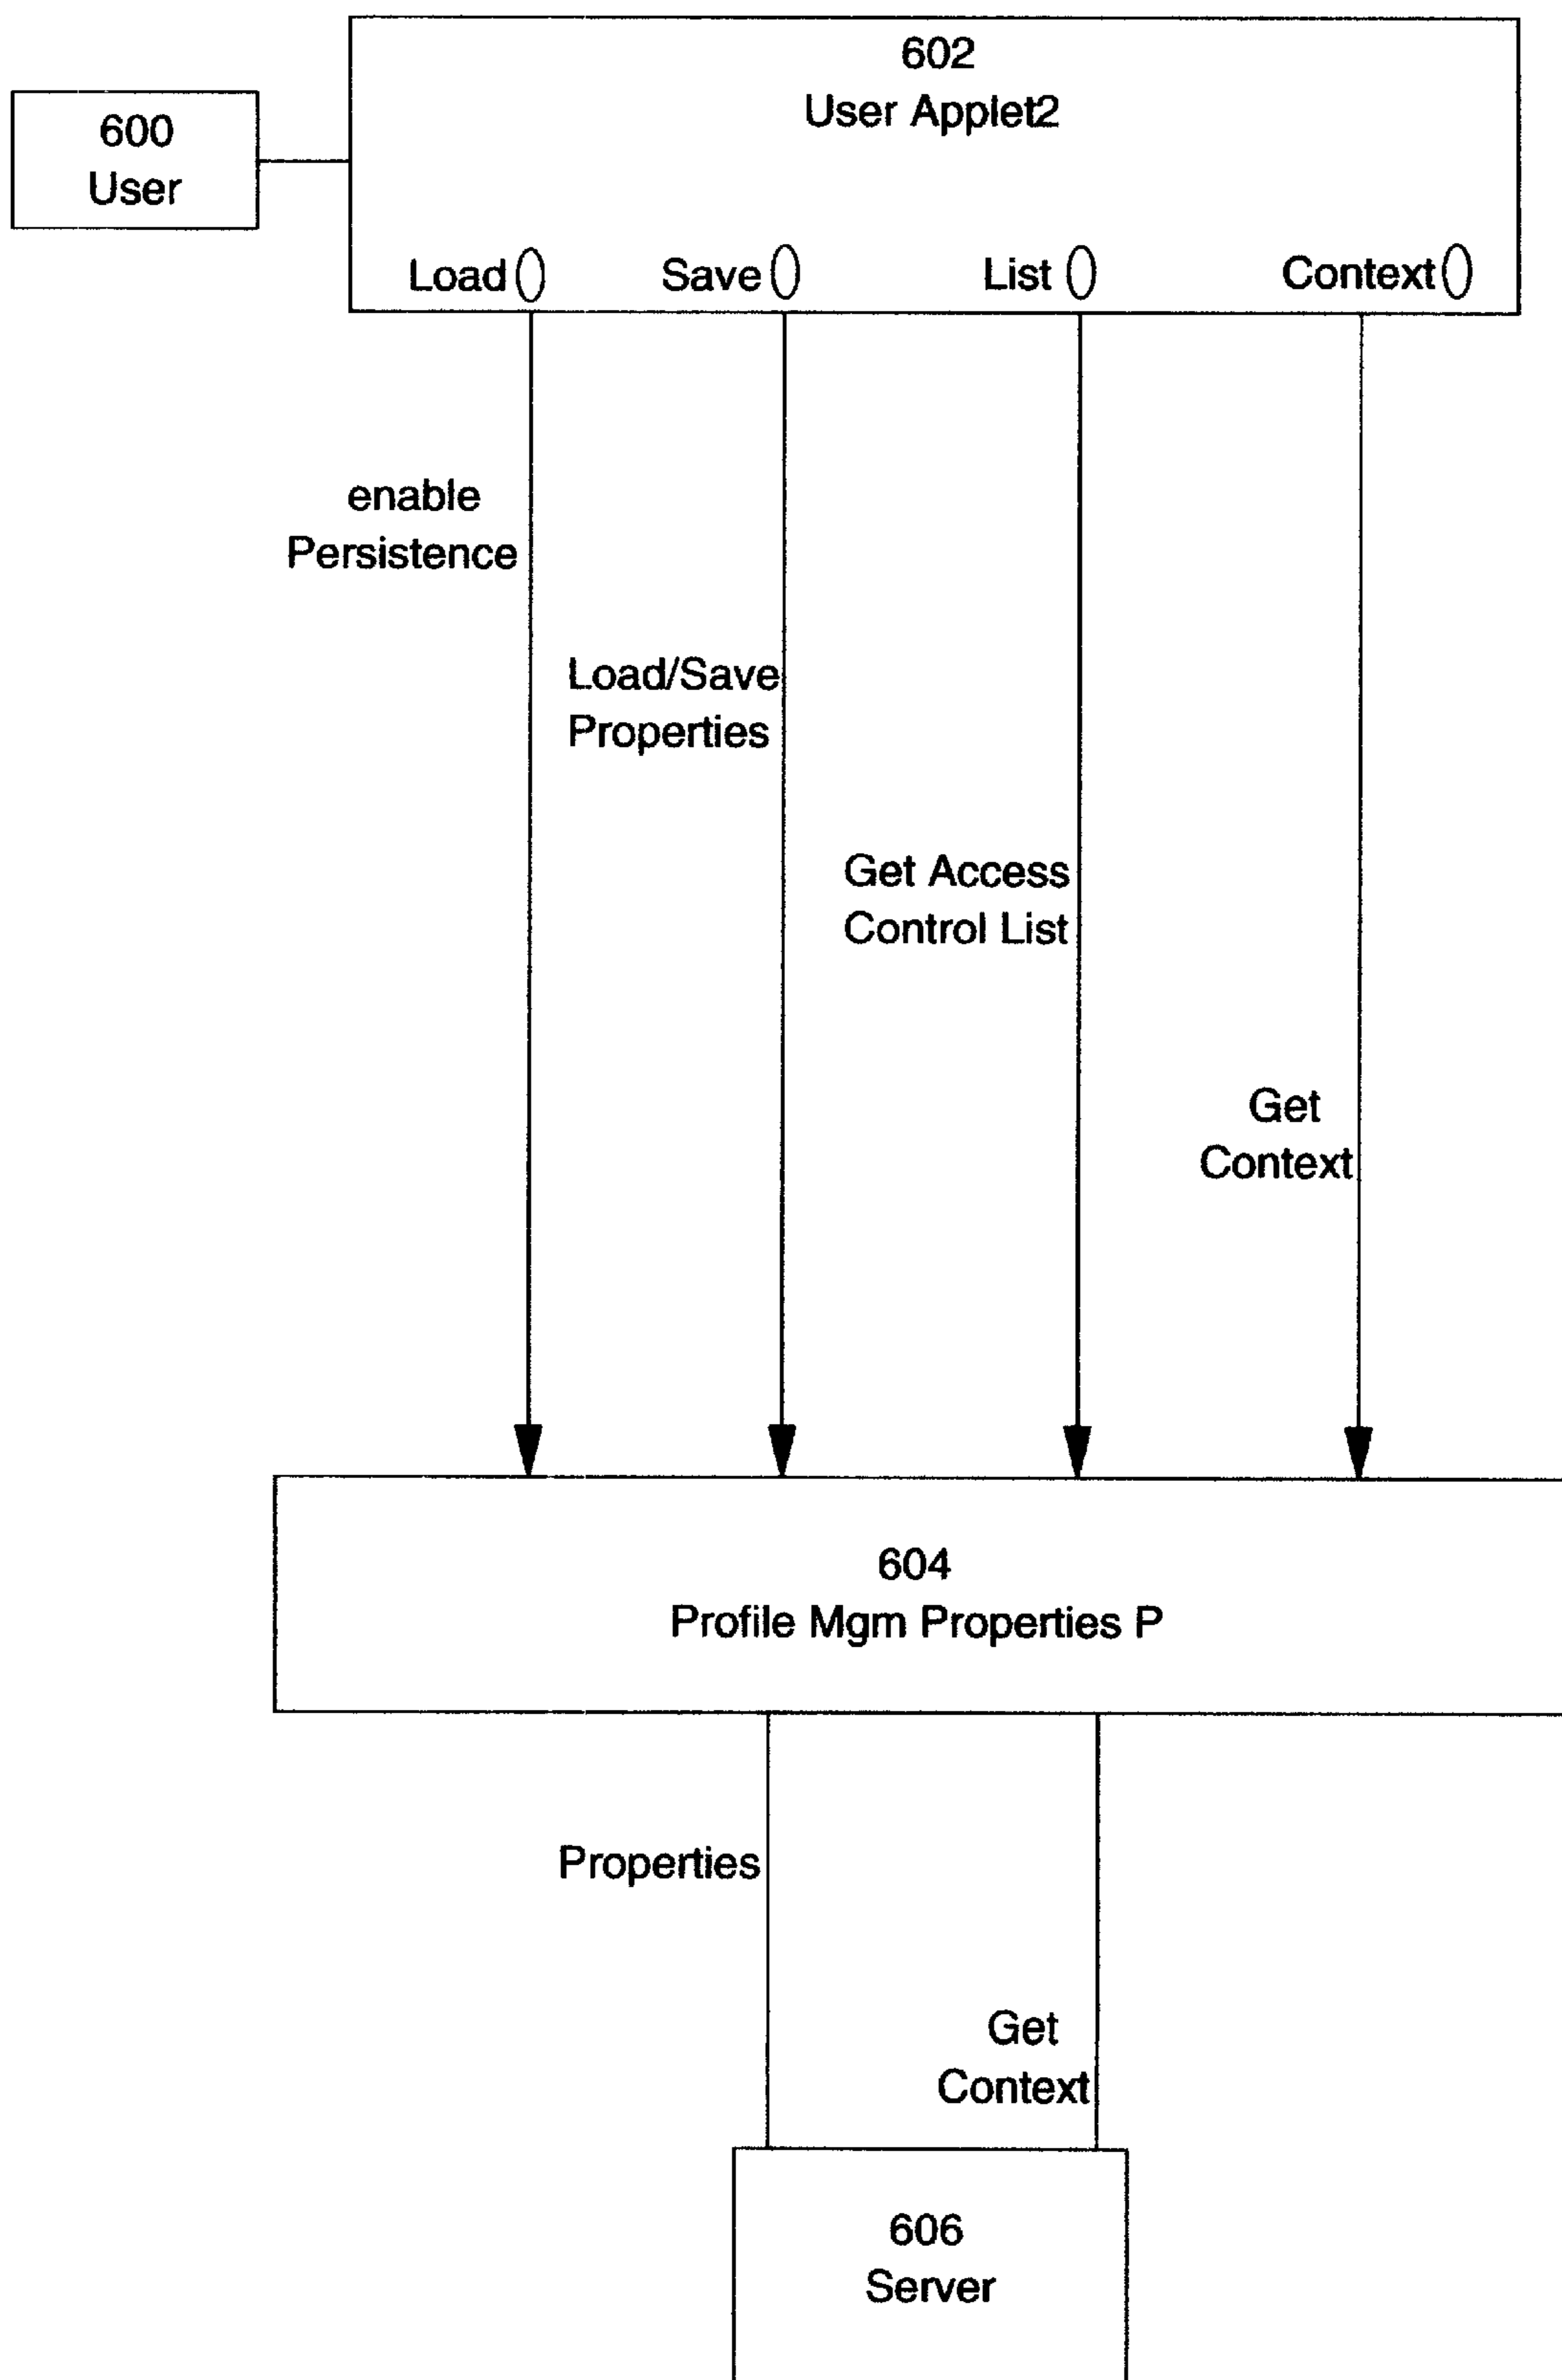 602
User Applet2
600
User
Load
Save
List
Context
enable
Persistence
Load/Save
Properties
Get Access
Control List
Get
Context
604
Profile Mgm Properties P
Properties
Get
Context
606
Server